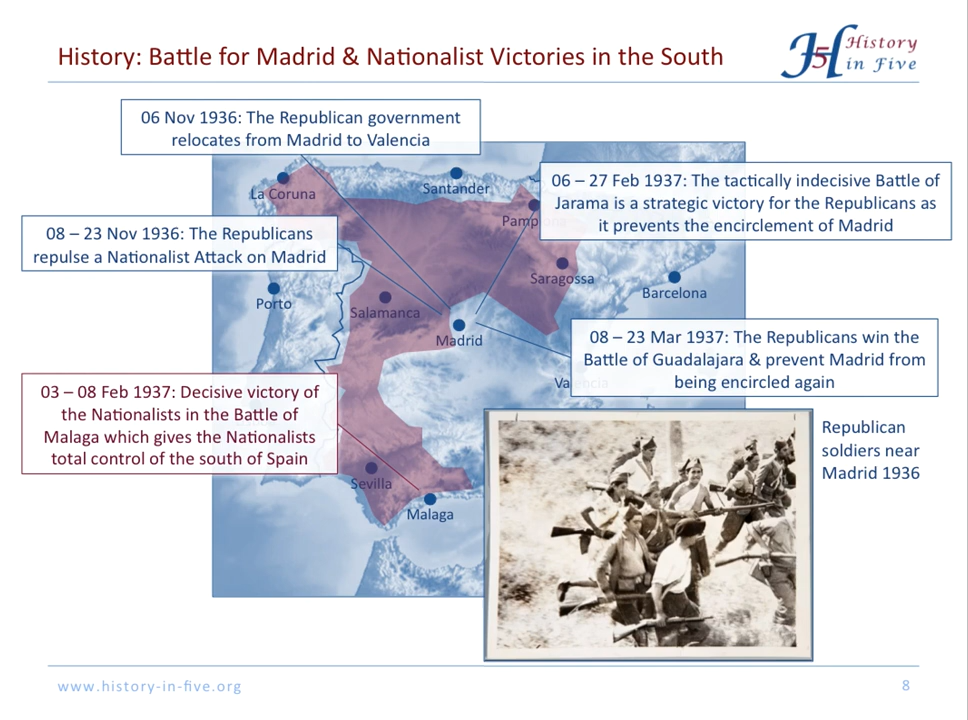 History: Battle for Madrid & Nationalist Victories in the South
History
in Five
06 Nov 1936: The Republican government
relocates from Madrid to Valencia
06 – 27 Feb 1937: The tactically indecisive Battle of
Jarama is a strategic victory for the Republicans as
it prevents the encirclement of Madrid
08 – 23 Nov 1936: The Republicans
repulse a Nationalist Attack on Madrid
La Coruna
Santander
Pamplona
Saragossa
Barcelona
Porto
Salamanca
Madrid
08 – 23 Mar 1937: The Republicans win the
Battle of Guadalajara & prevent Madrid from
being encircled again
Valencia
03 – 08 Feb 1937: Decisive victory of
the Nationalists in the Battle of
Malaga which gives the Nationalists
total control of the south of Spain
Sevilla
Malaga
Republican
soldiers near
Madrid 1936
www.history-in-five.org
8